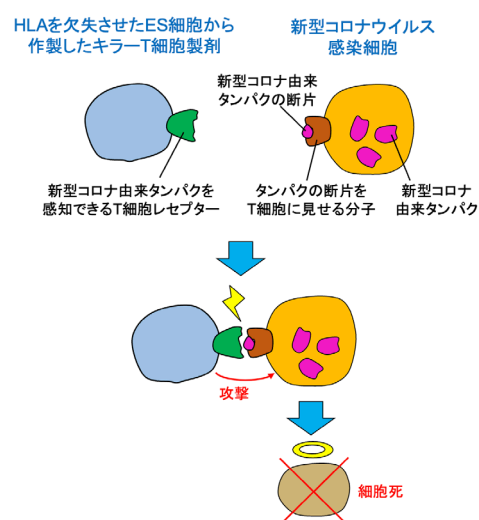 HLAを欠失させたES細胞から
作製したキラーT細胞製剤
新型コロナウイルス
感染細胞
新型コロナ由来
タンパクの断片
新型コロナ由来タンパクを
感知できるT細胞レセプター
タンパクの断片を
T細胞に見せる分子
新型コロナ
由来タンパク
攻撃
細胞死